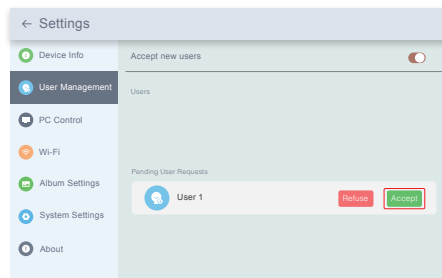 ← Settings
Device Info
User Management
PC Control
Wi-Fi
Album Settings
System Settings
About
Accept new users
Users
Pending User Requests
User 1
Refuse
Accept